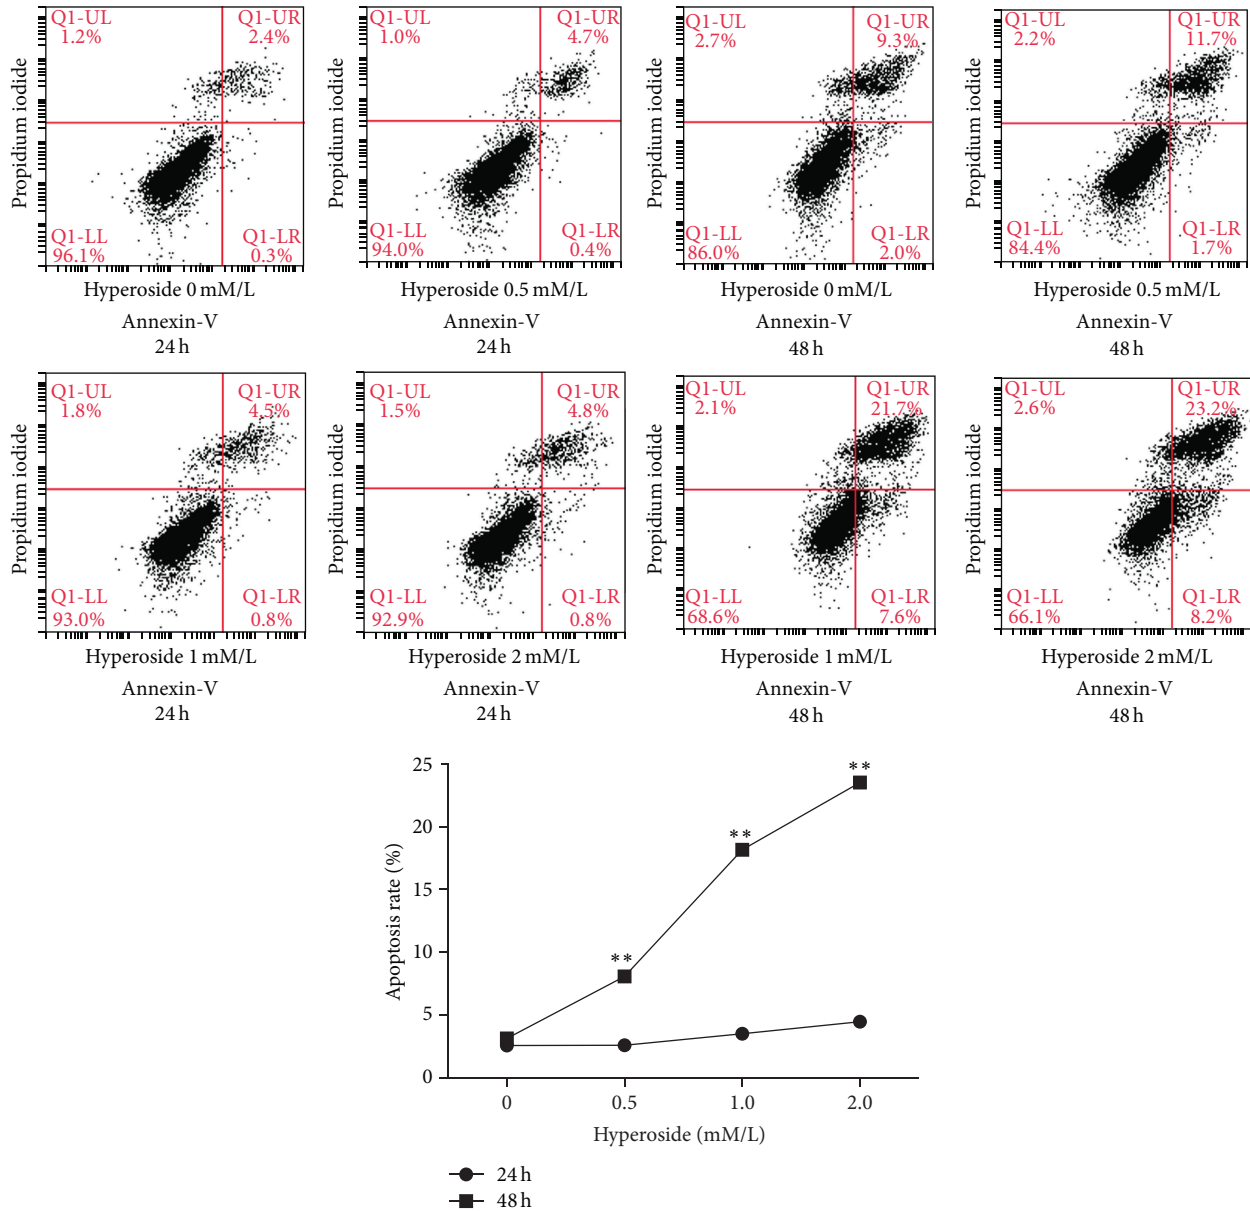 Q1-UL Q1-UR
1.2% 2.4%
Propidium iodide
Q1-LL Q1-LR
96.1% 0.3%
Hyperoside 0 mM/L
Annexin-V
24 h
Q1-UL Q1-UR
1.0% 4.7%
Propidium iodide
Q1-LL Q1-LR
94.0% 0.4%
Hyperoside 0.5 mM/L
Annexin-V
24 h
Q1-UL Q1-UR
2.7% 9.3%
Propidium iodide
Q1-LL Q1-LR
86.0% 2.0%
Hyperoside 0 mM/L
Annexin-V
48 h
Q1-UL Q1-UR
2.2% 11.7%
Propidium iodide
Q1-LL Q1-LR
84.4% 1.7%
Hyperoside 0.5 mM/L
Annexin-V
48 h
Q1-UL Q1-UR
1.8% 4.5%
Propidium iodide
Q1-LL Q1-LR
93.0% 0.8%
Hyperoside 1 mM/L
Annexin-V
24 h
Q1-UL Q1-UR
1.5% 4.8%
Propidium iodide
Q1-LL Q1-LR
92.9% 0.8%
Hyperoside 2 mM/L
Annexin-V
24 h
Q1-UL Q1-UR
2.1% 21.7%
Propidium iodide
Q1-LL Q1-LR
68.6% 7.6%
Hyperoside 1 mM/L
Annexin-V
48 h
Q1-UL Q1-UR
2.6% 23.2%
Propidium iodide
Q1-LL Q1-LR
66.1% 8.2%
Hyperoside 2 mM/L
Annexin-V
48 h
Apoptosis rate (%)
25
20
15
10
5
0
**
**
**
0 0.5 1.0 2.0
Hyperoside (mM/L)
24 h
48 h